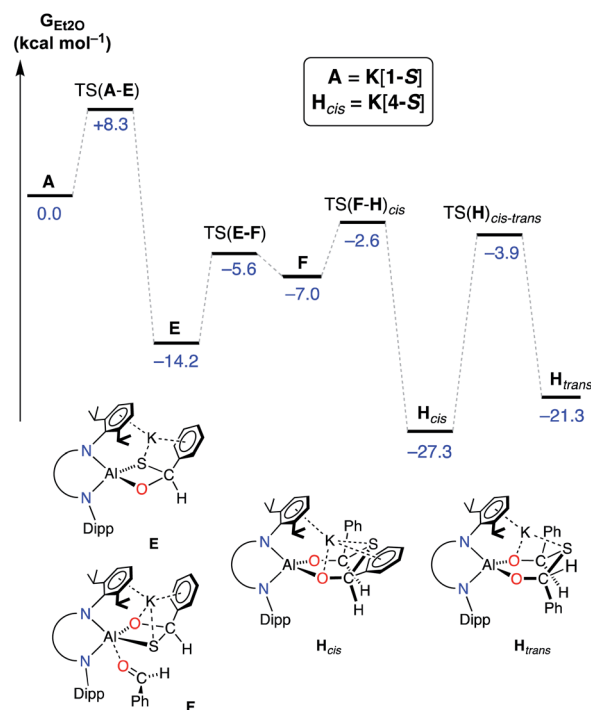 G_Et2O
(kcal mol⁻¹)
A = K[1-S]
H_cis = K[4-S]
TS(A-E)
+8.3
A
0.0
TS(E-F)
−5.6
F
−7.0
TS(F-H)_cis
−2.6
TS(H)_cis-trans
−3.9
E
−14.2
H_cis
−27.3
H_trans
−21.3
K
N
S
Al
C
O
H
N
Dipp
E
K
N
O
C
H
Al
S
N
O
C
H
Dipp
Ph
F
Ph
K
S
N
O
C
H
Al
O
C
N
H
Dipp
H_cis
Ph
K
S
N
O
C
H
Al
O
C
H
N
Ph
Dipp
H_trans